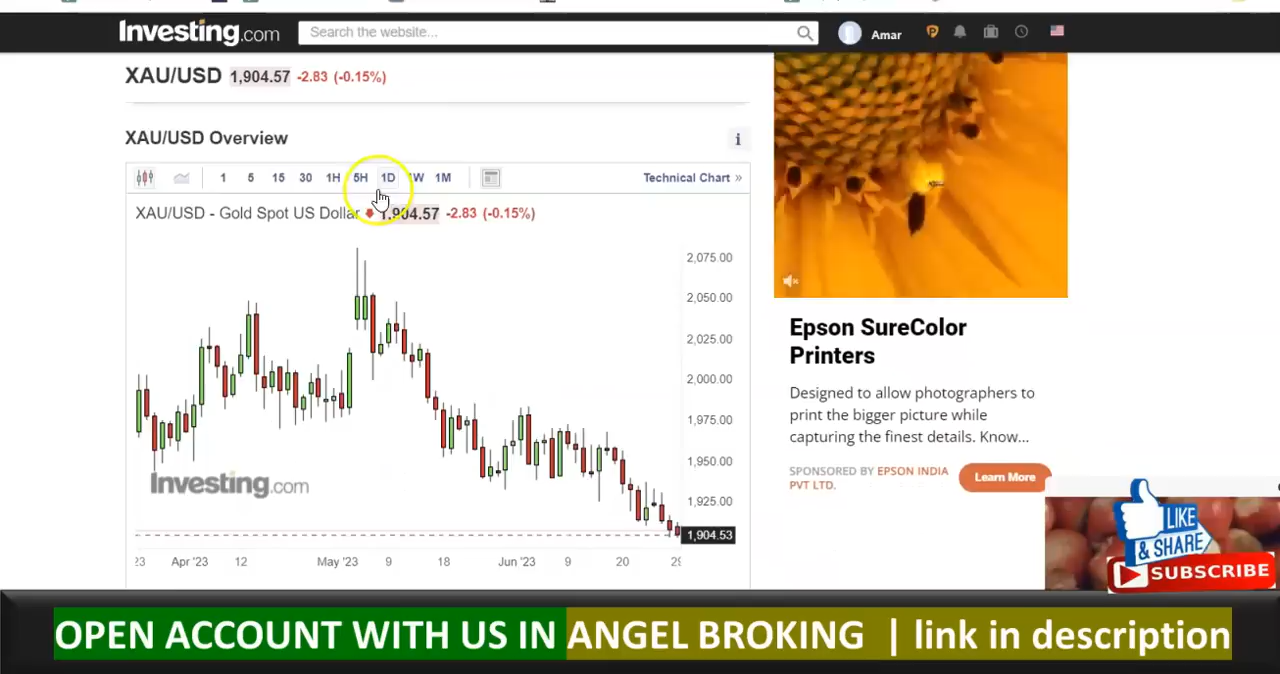 Investing.com
Search the website...
Amar
XAU/USD 1,904.57 -2.83 (-0.15%)
XAU/USD Overview
i
1 5 15 30 1H 5H 1D 1W 1M
Technical Chart »
XAU/USD - Gold Spot US Dollar 1,904.57 -2.83 (-0.15%)
2,075.00
2,050.00
2,025.00
2,000.00
1,975.00
1,950.00
1,925.00
1,904.53
Investing.com
23 Apr '23 12 May '23 9 18 Jun '23 9 20 29
Epson SureColor
Printers
Designed to allow photographers to
print the bigger picture while
capturing the finest details. Know...
SPONSORED BY EPSON INDIA
PVT LTD.
Learn More
LIKE
& SHARE
SUBSCRIBE
OPEN ACCOUNT WITH US IN ANGEL BROKING | link in description